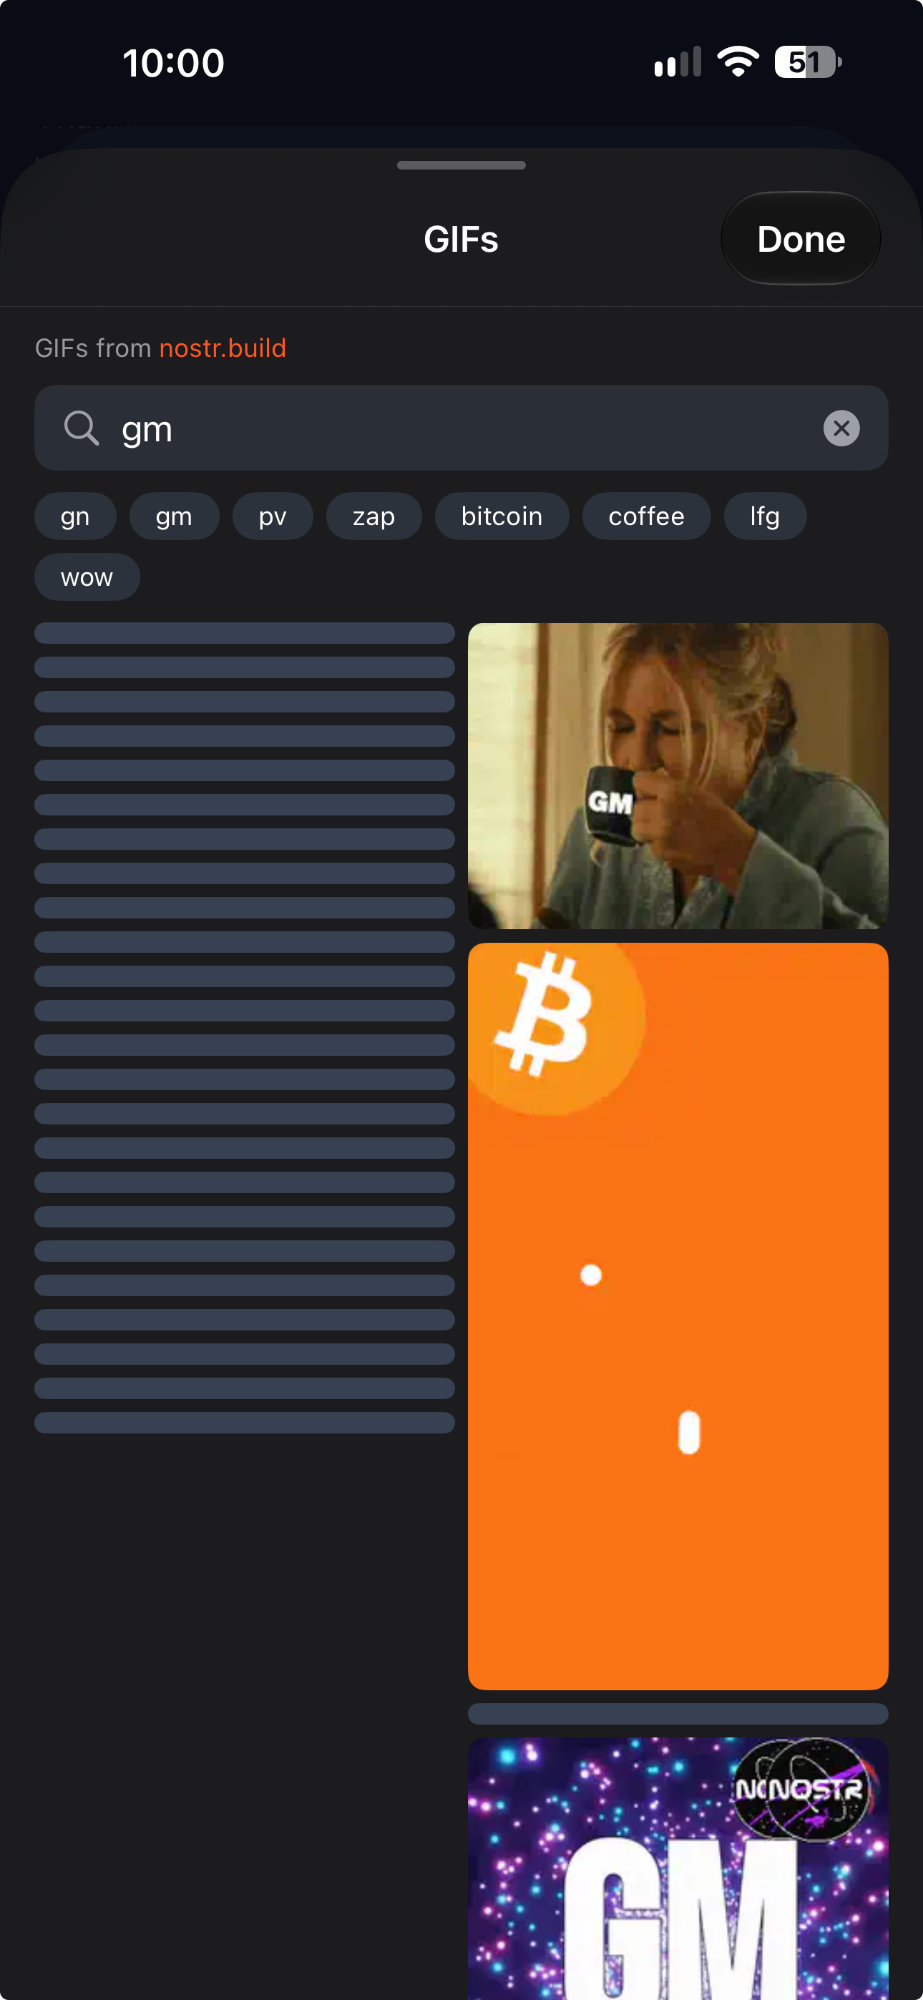 10:00
51
GIFs
Done
GIFs from nostr.build
gm
gn gm pv zap bitcoin coffee lfg
wow
GM
NOSTR
GM